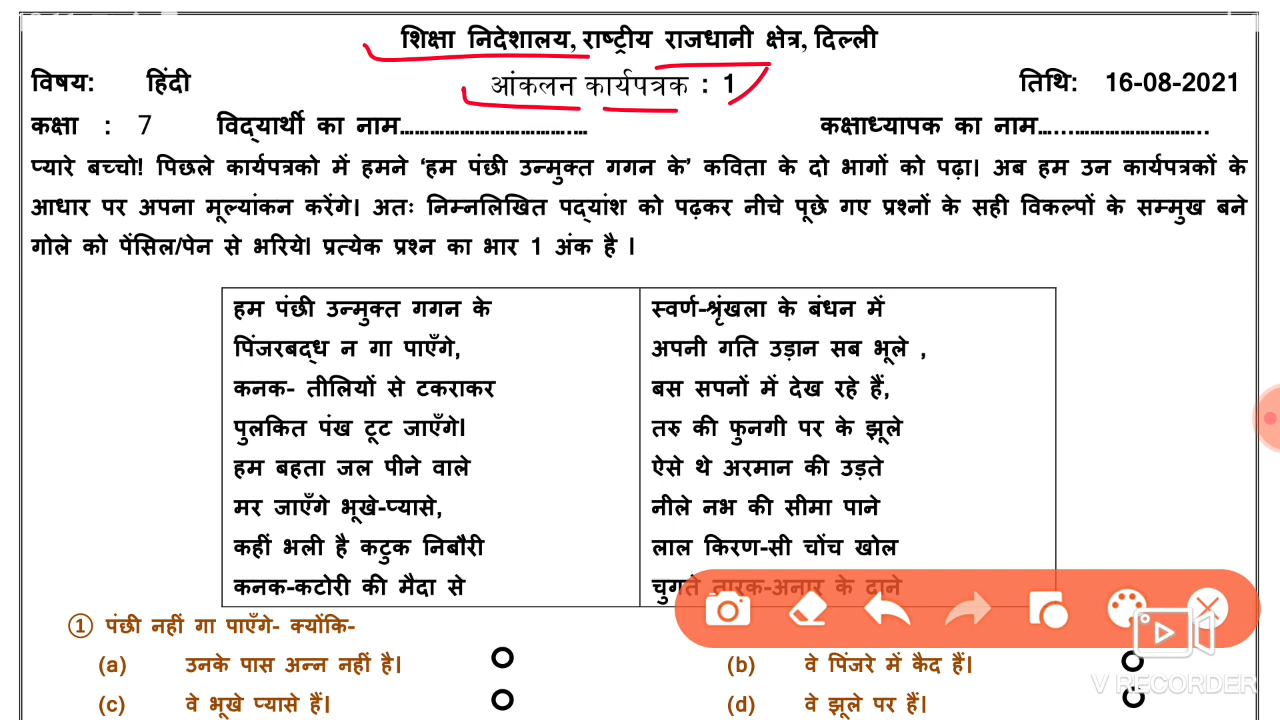 शिक्षा निदेशालय, राष्ट्रीय राजधानी क्षेत्र, दिल्ली
विषय: हिंदी आंकलन कार्यपत्रक : 1 तिथि: 16-08-2021
कक्षा : 7 विद्यार्थी का नाम……………………………….… कक्षाध्यापक का नाम…...………………………..
प्यारे बच्चो! पिछले कार्यपत्रको में हमने ‘हम पंछी उन्मुक्त गगन के’ कविता के दो भागों को पढ़ा। अब हम उन कार्यपत्रकों के
आधार पर अपना मूल्यांकन करेंगे। अतः निम्नलिखित पद्यांश को पढ़कर नीचे पूछे गए प्रश्नों के सही विकल्पों के सम्मुख बने
गोले को पेंसिल/पेन से भरिये। प्रत्येक प्रश्न का भार 1 अंक है ।
हम पंछी उन्मुक्त गगन के
पिंजरबद्ध न गा पाएँगे,
कनक- तीलियों से टकराकर
पुलकित पंख टूट जाएँगे।
हम बहता जल पीने वाले
मर जाएँगे भूखे-प्यासे,
कहीं भली है कटुक निबौरी
कनक-कटोरी की मैदा से
स्वर्ण-श्रृंखला के बंधन में
अपनी गति उड़ान सब भूले ,
बस सपनों में देख रहे हैं,
तरु की फुनगी पर के झूले
ऐसे थे अरमान की उड़ते
नीले नभ की सीमा पाने
लाल किरण-सी चोंच खोल
चुगते तारक-अनार के दाने
① पंछी नहीं गा पाएँगे- क्योंकि-
(a) उनके पास अन्न नहीं है। (b) वे पिंजरे में कैद हैं।
(c) वे भूखे प्यासे हैं। (d) वे झूले पर हैं।
V RECORDER